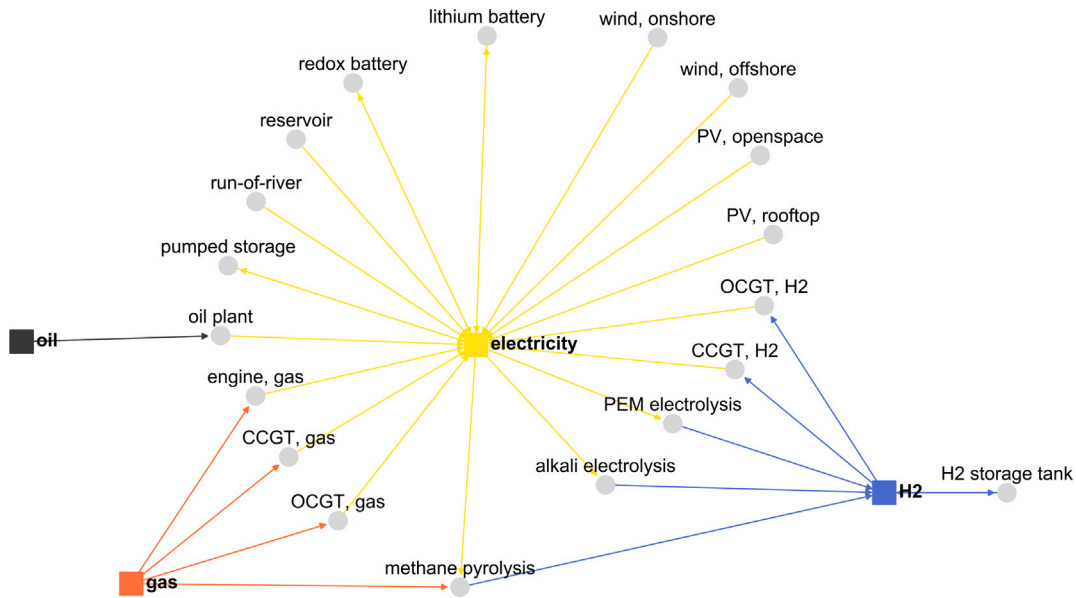 lithium battery
wind, onshore
redox battery
wind, offshore
reservoir
PV, openspace
run-of-river
PV, rooftop
pumped storage
OCGT, H2
oil plant
oil
electricity
CCGT, H2
engine, gas
PEM electrolysis
CCGT, gas
alkali electrolysis
H2 storage tank
H2
OCGT, gas
methane pyrolysis
gas